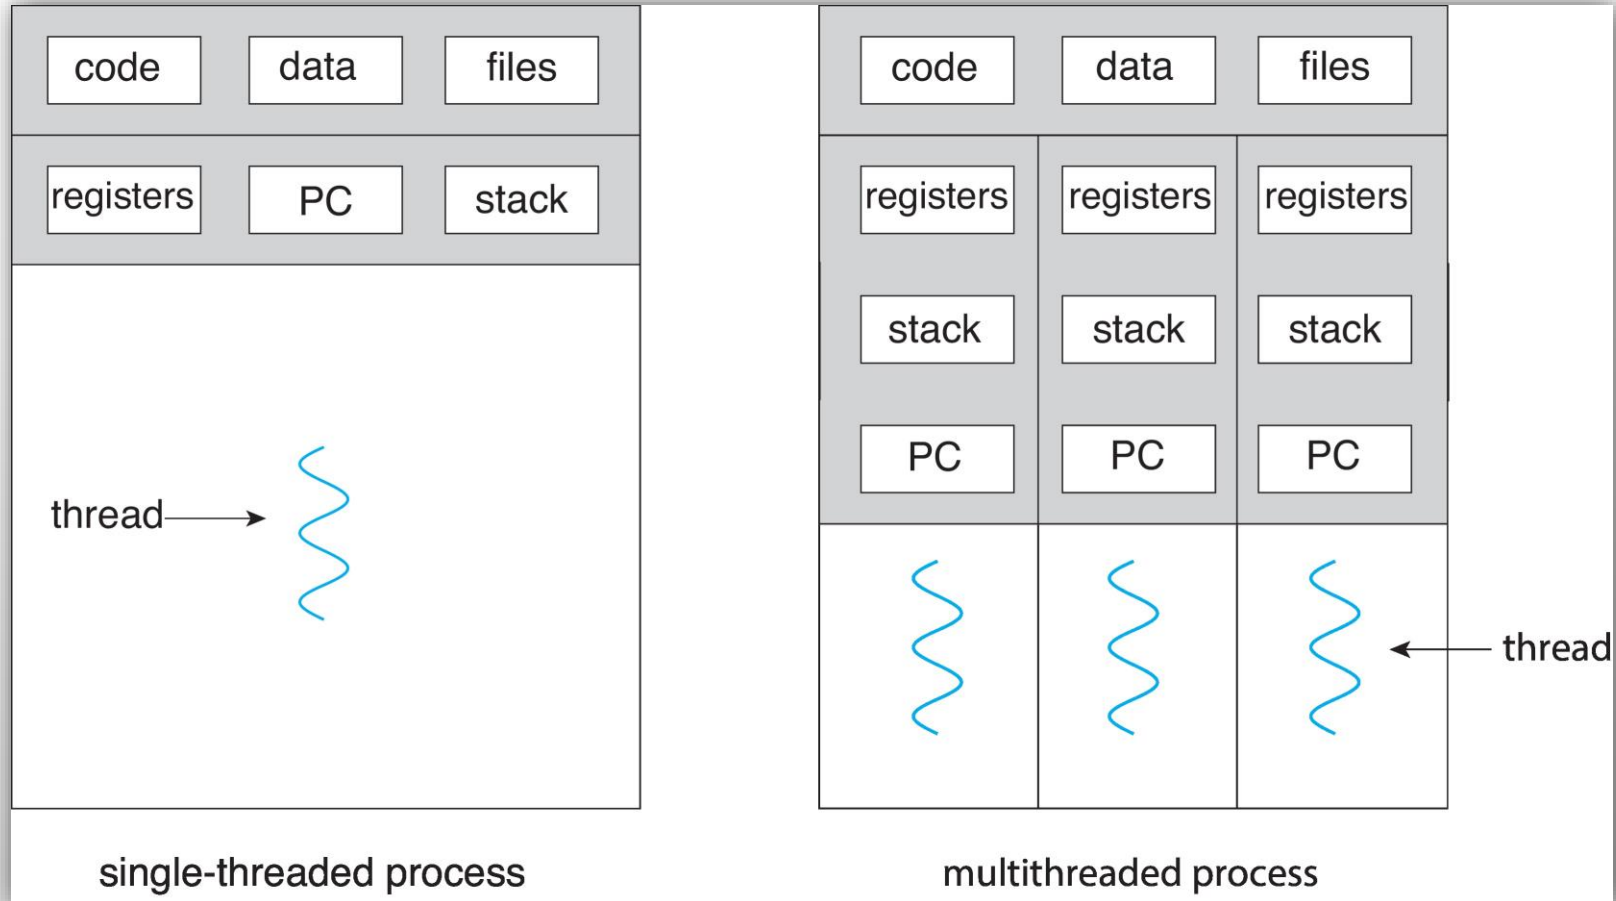 code data files
registers PC stack
thread
single-threaded process
code data files
registers registers registers
stack stack stack
PC PC PC
thread
multithreaded process